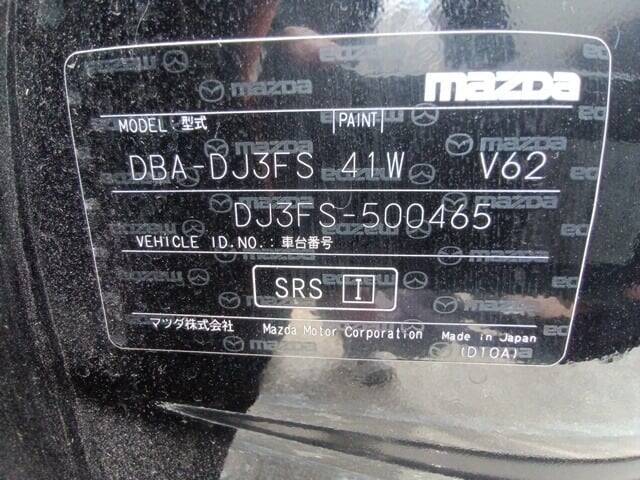 mazda
MODEL 型式 PAINT
DBA-DJ3FS 41W V62
DJ3FS-500465
VEHICLE ID.NO.:車台番号
SRS I
マツダ株式会社 Mazda Motor Corporation Made in Japan
(D10A)